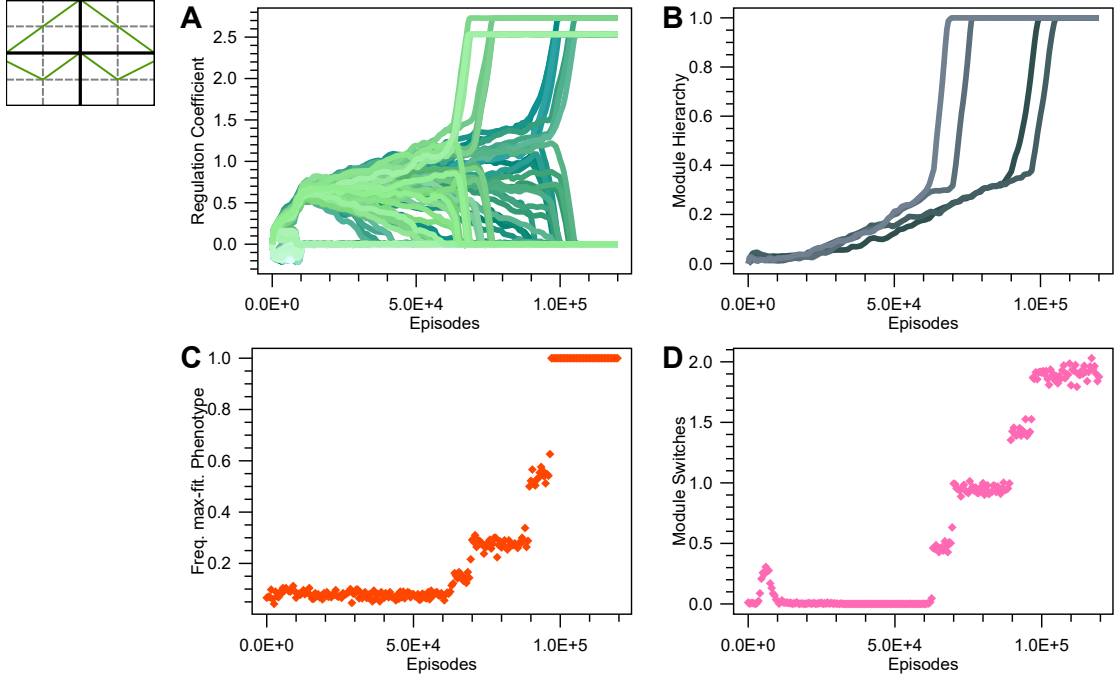 A
Regulation Coefficient
2.5
2.0
1.5
1.0
0.5
0.0
0.0E+0
5.0E+4
1.0E+5
Episodes
B
Module Hierarchy
1.0
0.8
0.6
0.4
0.2
0.0
0.0E+0
5.0E+4
1.0E+5
Episodes
C
Freq. max-fit. Phenotype
1.0
0.8
0.6
0.4
0.2
0.0E+0
5.0E+4
1.0E+5
Episodes
D
Module Switches
2.0
1.5
1.0
0.5
0.0
0.0E+0
5.0E+4
1.0E+5
Episodes